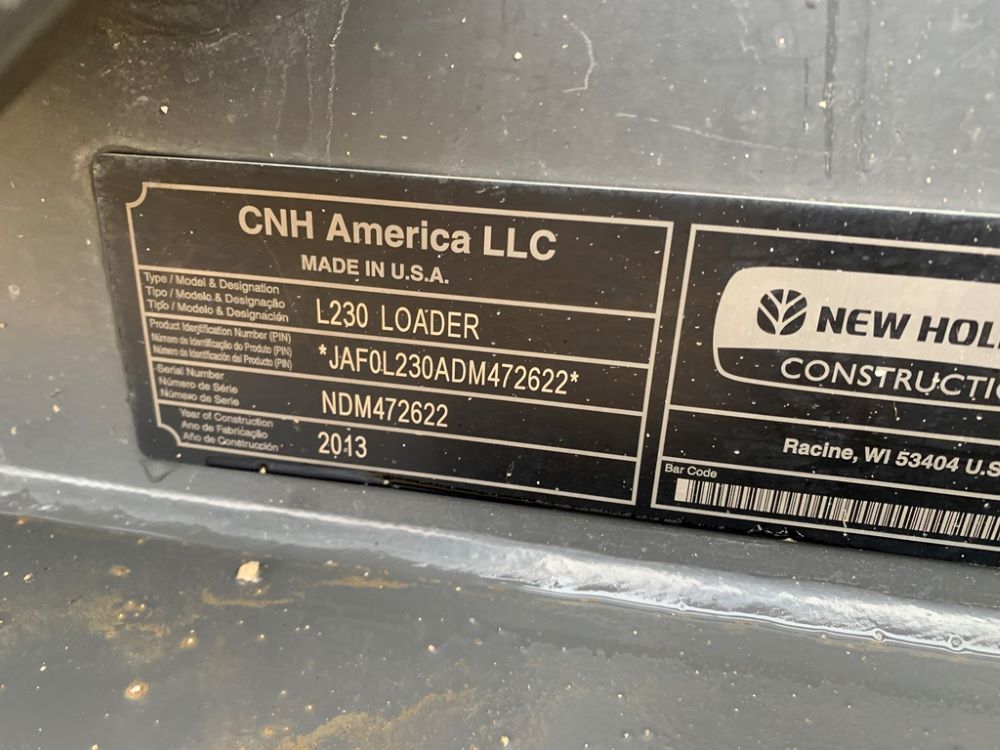 CNH America LLC
MADE IN U.S.A.
Type / Model & Designation
Tipo / Modelo & Designação
Tipo / Modelo & Designación
L230 LOADER
Product Identification Number (PIN)
Número de Identificação do Produto (PIN)
Número de Identificación del Producto (PIN)
*JAF0L230ADM472622*
Serial Number
Número de Série
Número de Serie
NDM472622
Year of Construction
Ano de Fabricação
Año de Construcción
2013
NEW HOL
CONSTRUCTIO
Racine, WI 53404 U.S
Bar Code